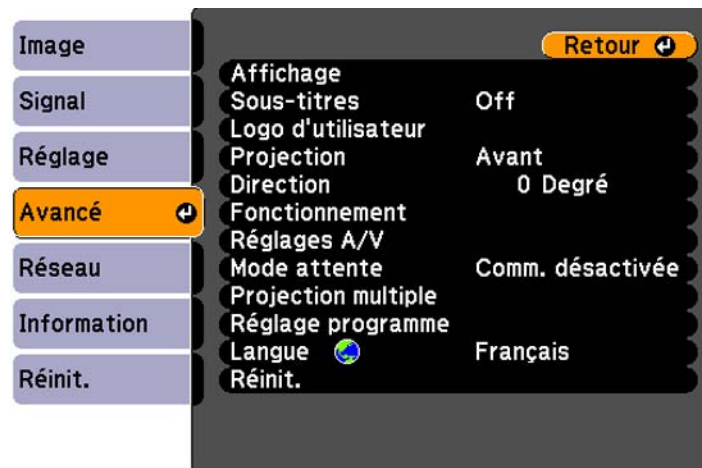 Image
Signal
Réglage
Avancé
Réseau
Information
Réinit.
Retour
Affichage
Sous-titres Off
Logo d'utilisateur
Projection Avant
Direction 0 Degré
Fonctionnement
Réglages A/V
Mode attente Comm. désactivée
Projection multiple
Réglage programme
Langue Français
Réinit.